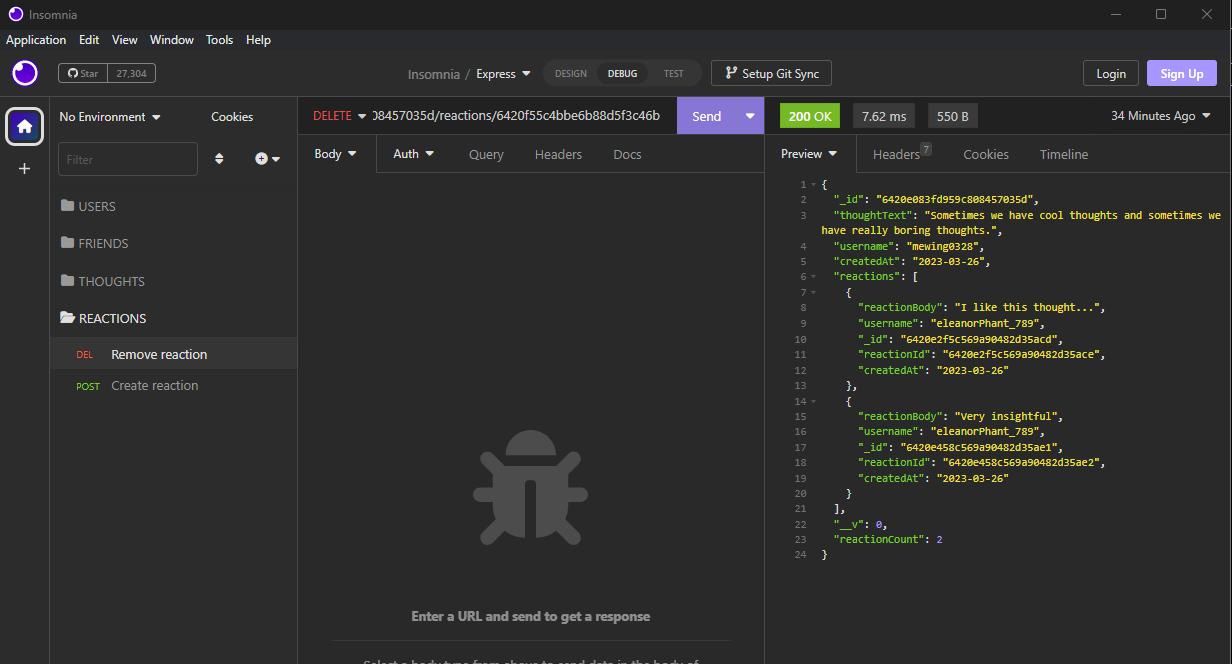 Insomnia
Application Edit View Window Tools Help
Star 27,304
Insomnia / Express
DESIGN DEBUG TEST
Setup Git Sync
Login
Sign Up
No Environment
Cookies
Filter
USERS
FRIENDS
THOUGHTS
REACTIONS
DEL Remove reaction
POST Create reaction
DELETE 08457035d/reactions/6420f55c4bbe6b88d5f3c46b
Send
Body Auth Query Headers Docs
Enter a URL and send to get a response
Select a body type from above to send data in the body of
200 OK 7.62 ms 550 B 34 Minutes Ago
Preview Headers 7 Cookies Timeline
1 {
2 "_id": "6420e083fd959c808457035d",
3 "thoughtText": "Sometimes we have cool thoughts and sometimes we
have really boring thoughts.",
4 "username": "mewing0328",
5 "createdAt": "2023-03-26",
6 "reactions": [
7 {
8 "reactionBody": "I like this thought...",
9 "username": "eleanorPhant_789",
10 "_id": "6420e2f5c569a90482d35acd",
11 "reactionId": "6420e2f5c569a90482d35ace",
12 "createdAt": "2023-03-26"
13 },
14 {
15 "reactionBody": "Very insightful",
16 "username": "eleanorPhant_789",
17 "_id": "6420e458c569a90482d35ae1",
18 "reactionId": "6420e458c569a90482d35ae2",
19 "createdAt": "2023-03-26"
20 }
21 ],
22 "__v": 0,
23 "reactionCount": 2
24 }